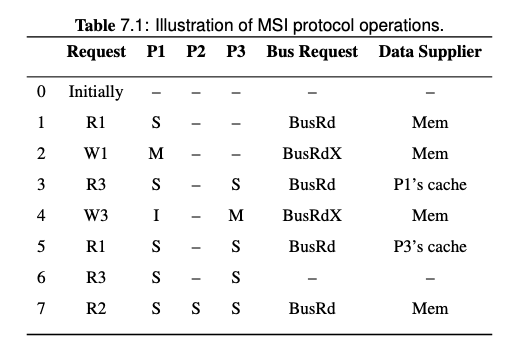 Table 7.1: Illustration of MSI protocol operations.
Request P1 P2 P3 Bus Request Data Supplier
0 Initially – – – – –
1 R1 S – – BusRd Mem
2 W1 M – – BusRdX Mem
3 R3 S – S BusRd P1's cache
4 W3 I – M BusRdX Mem
5 R1 S – S BusRd P3's cache
6 R3 S – S – –
7 R2 S S S BusRd Mem